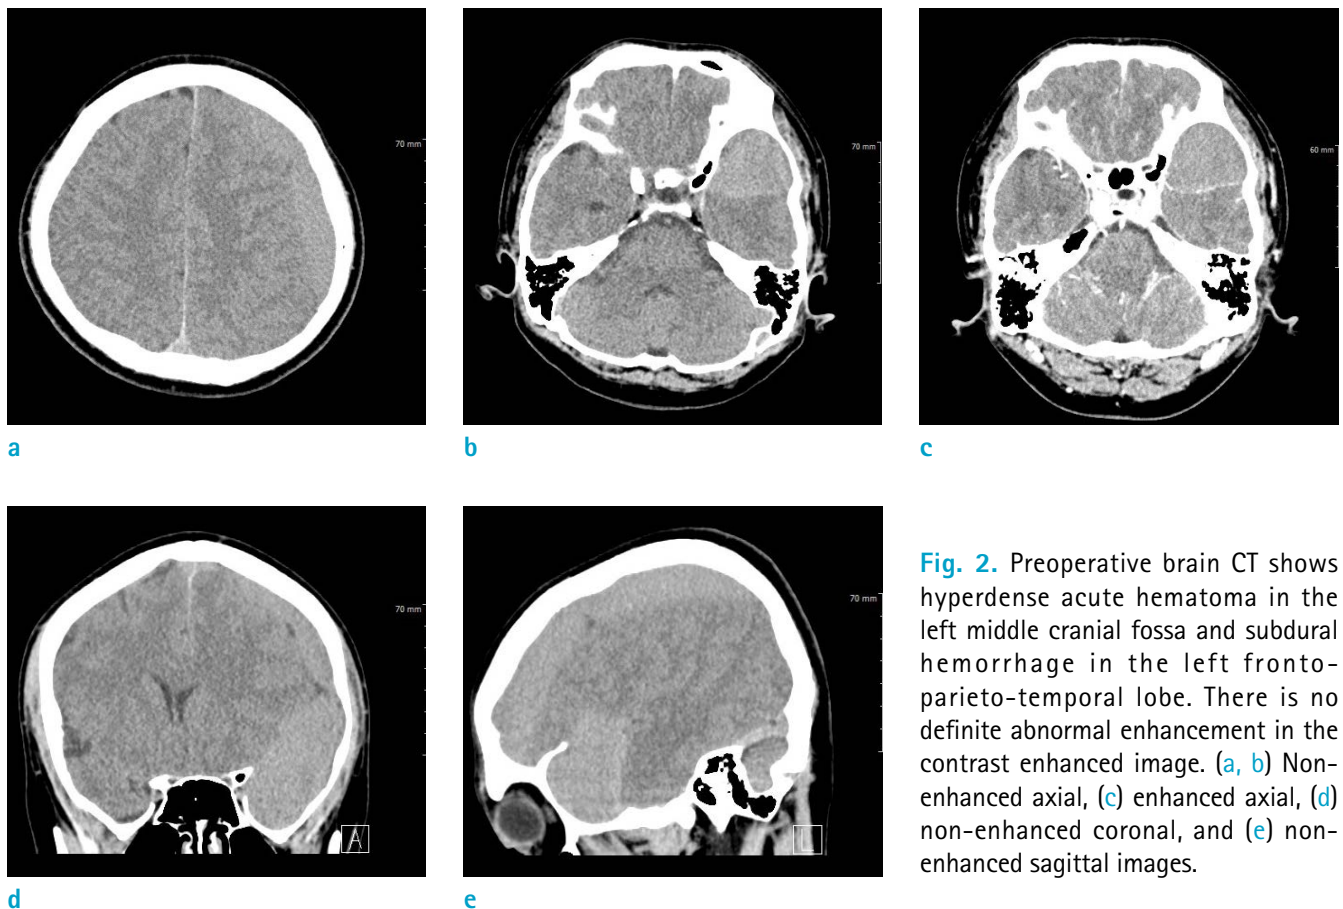 70 mm
70 mm
60 mm
a
b
c
70 mm
A
70 mm
L
d
e
Fig. 2. Preoperative brain CT shows
hyperdense acute hematoma in the
left middle cranial fossa and subdural
hemorrhage in the left fronto-
parieto-temporal lobe. There is no
definite abnormal enhancement in the
contrast enhanced image. (a, b) Non-
enhanced axial, (c) enhanced axial, (d)
non-enhanced coronal, and (e) non-
enhanced sagittal images.